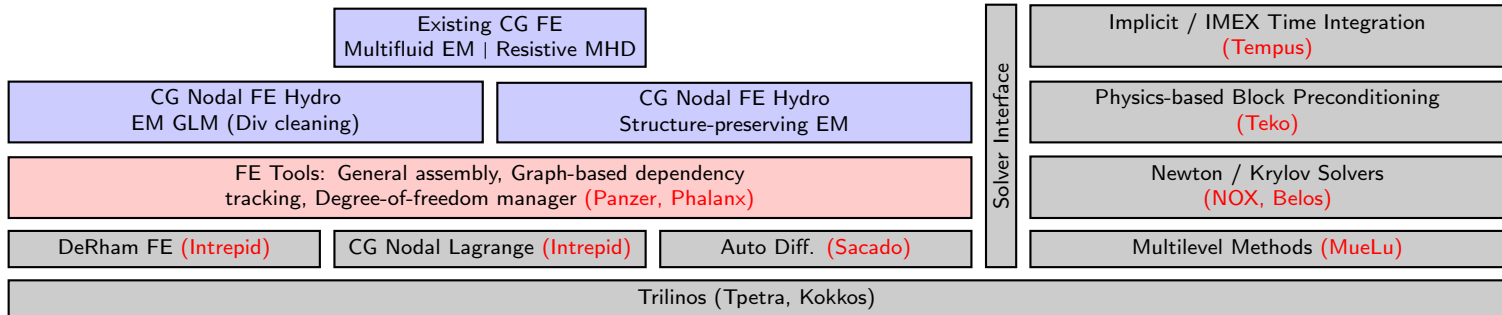 Existing CG FE
Multifluid EM | Resistive MHD
CG Nodal FE Hydro
EM GLM (Div cleaning)
CG Nodal FE Hydro
Structure-preserving EM
FE Tools: General assembly, Graph-based dependency
tracking, Degree-of-freedom manager (Panzer, Phalanx)
DeRham FE (Intrepid)
CG Nodal Lagrange (Intrepid)
Auto Diff. (Sacado)
Solver Interface
Implicit / IMEX Time Integration
(Tempus)
Physics-based Block Preconditioning
(Teko)
Newton / Krylov Solvers
(NOX, Belos)
Multilevel Methods (MueLu)
Trilinos (Tpetra, Kokkos)